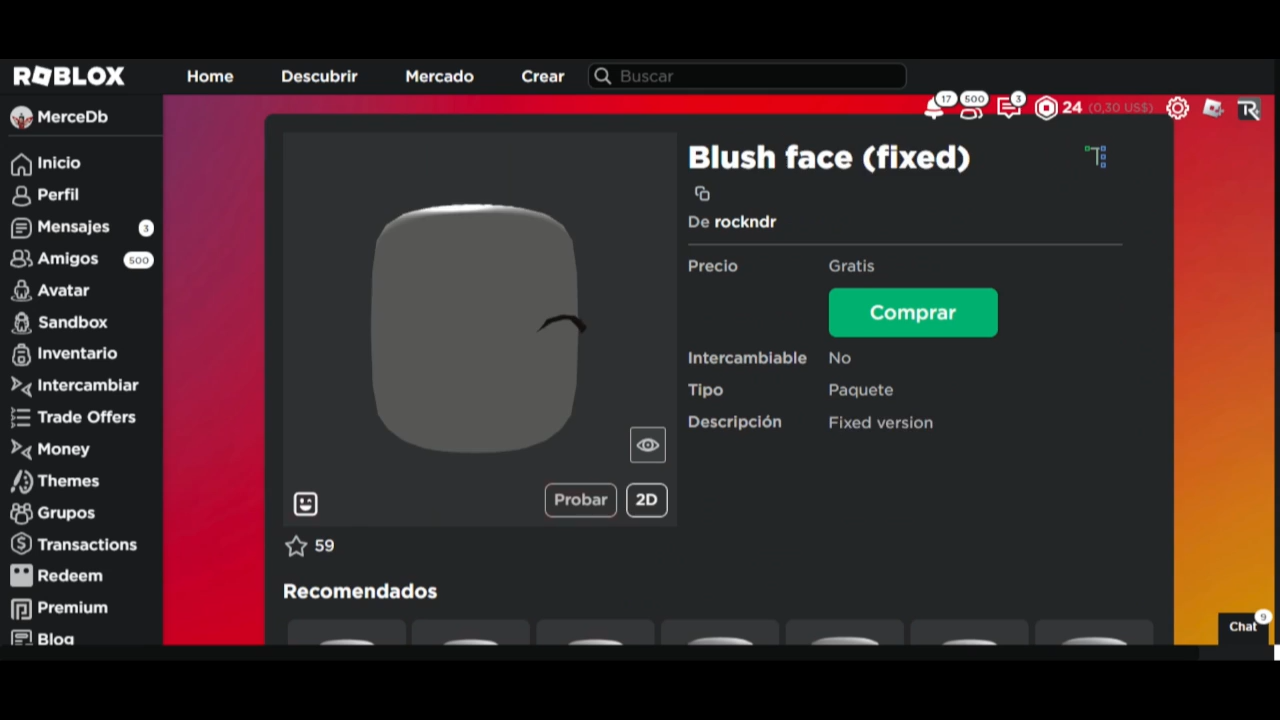 ROBLOX
Home
Descubrir
Mercado
Crear
Buscar
MerceDb
17
500
3
24 (0,30 US$)
Inicio
Perfil
Mensajes 3
Amigos 500
Avatar
Sandbox
Inventario
Intercambiar
Trade Offers
Money
Themes
Grupos
Transactions
Redeem
Premium
Blog
Blush face (fixed)
De rockndr
Precio Gratis
Comprar
Intercambiable No
Tipo Paquete
Descripción Fixed version
Probar
2D
59
Recomendados
Chat 9